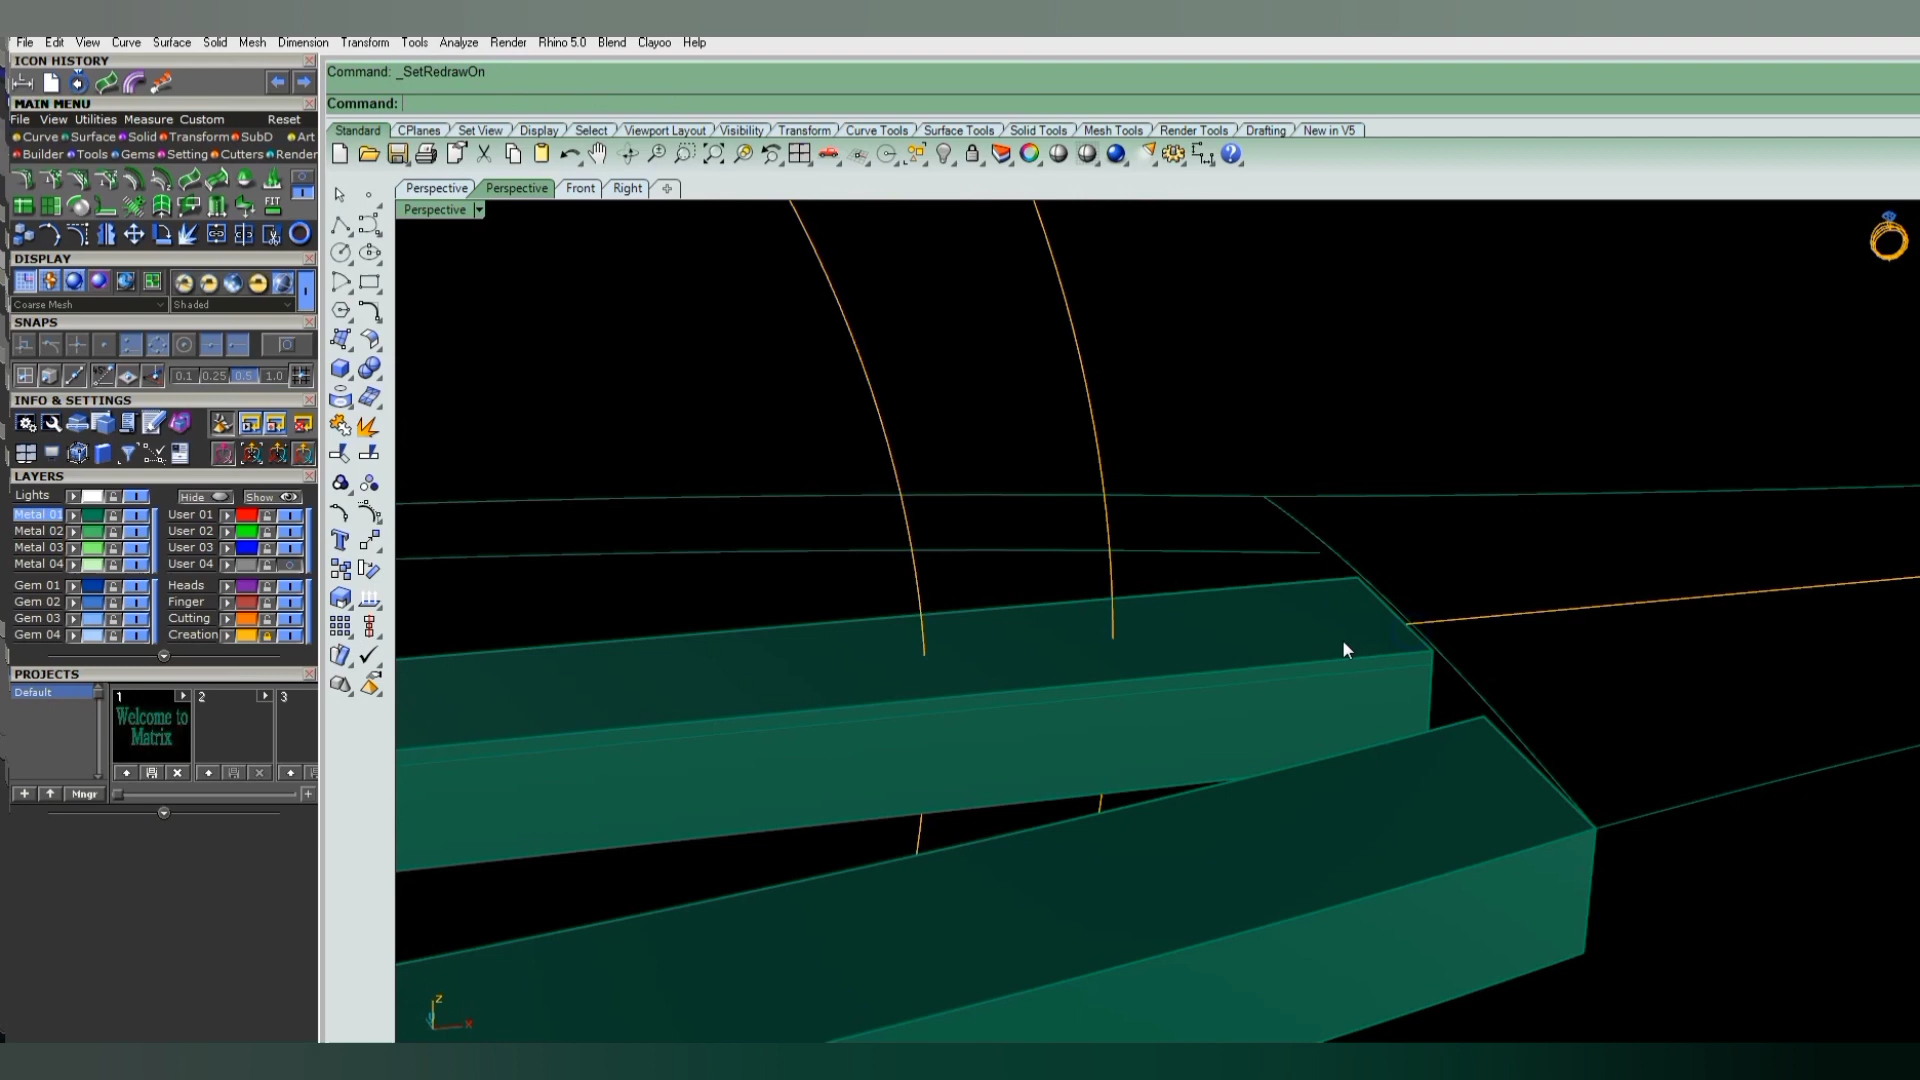 File Edit View Curve Surface Solid Mesh Dimension Transform Tools Analyze Render Rhino 5.0 Blend Clayoo Help
ICON HISTORY
Command: _SetRedrawOn
Command:
MAIN MENU
File View Utilities Measure Custom Reset
Curve Surface Solid Transform SubD Art
Builder Tools Gems Setting Cutters Render
Standard CPlanes Set View Display Select Viewport Layout Visibility Transform Curve Tools Surface Tools Solid Tools Mesh Tools Render Tools Drafting New in V5
Perspective Perspective Front Right
Perspective
FIT
DISPLAY
Coarse Mesh Shaded
SNAPS
0.1 0.25 0.5 1.0
INFO & SETTINGS
LAYERS
Lights Hide Show
Metal 01 User 01
Metal 02 User 02
Metal 03 User 03
Metal 04 User 04
Gem 01 Heads
Gem 02 Finger
Gem 03 Cutting
Gem 04 Creation
PROJECTS
Default 1 2 3
Welcome to
Matrix
Mngr
z
x